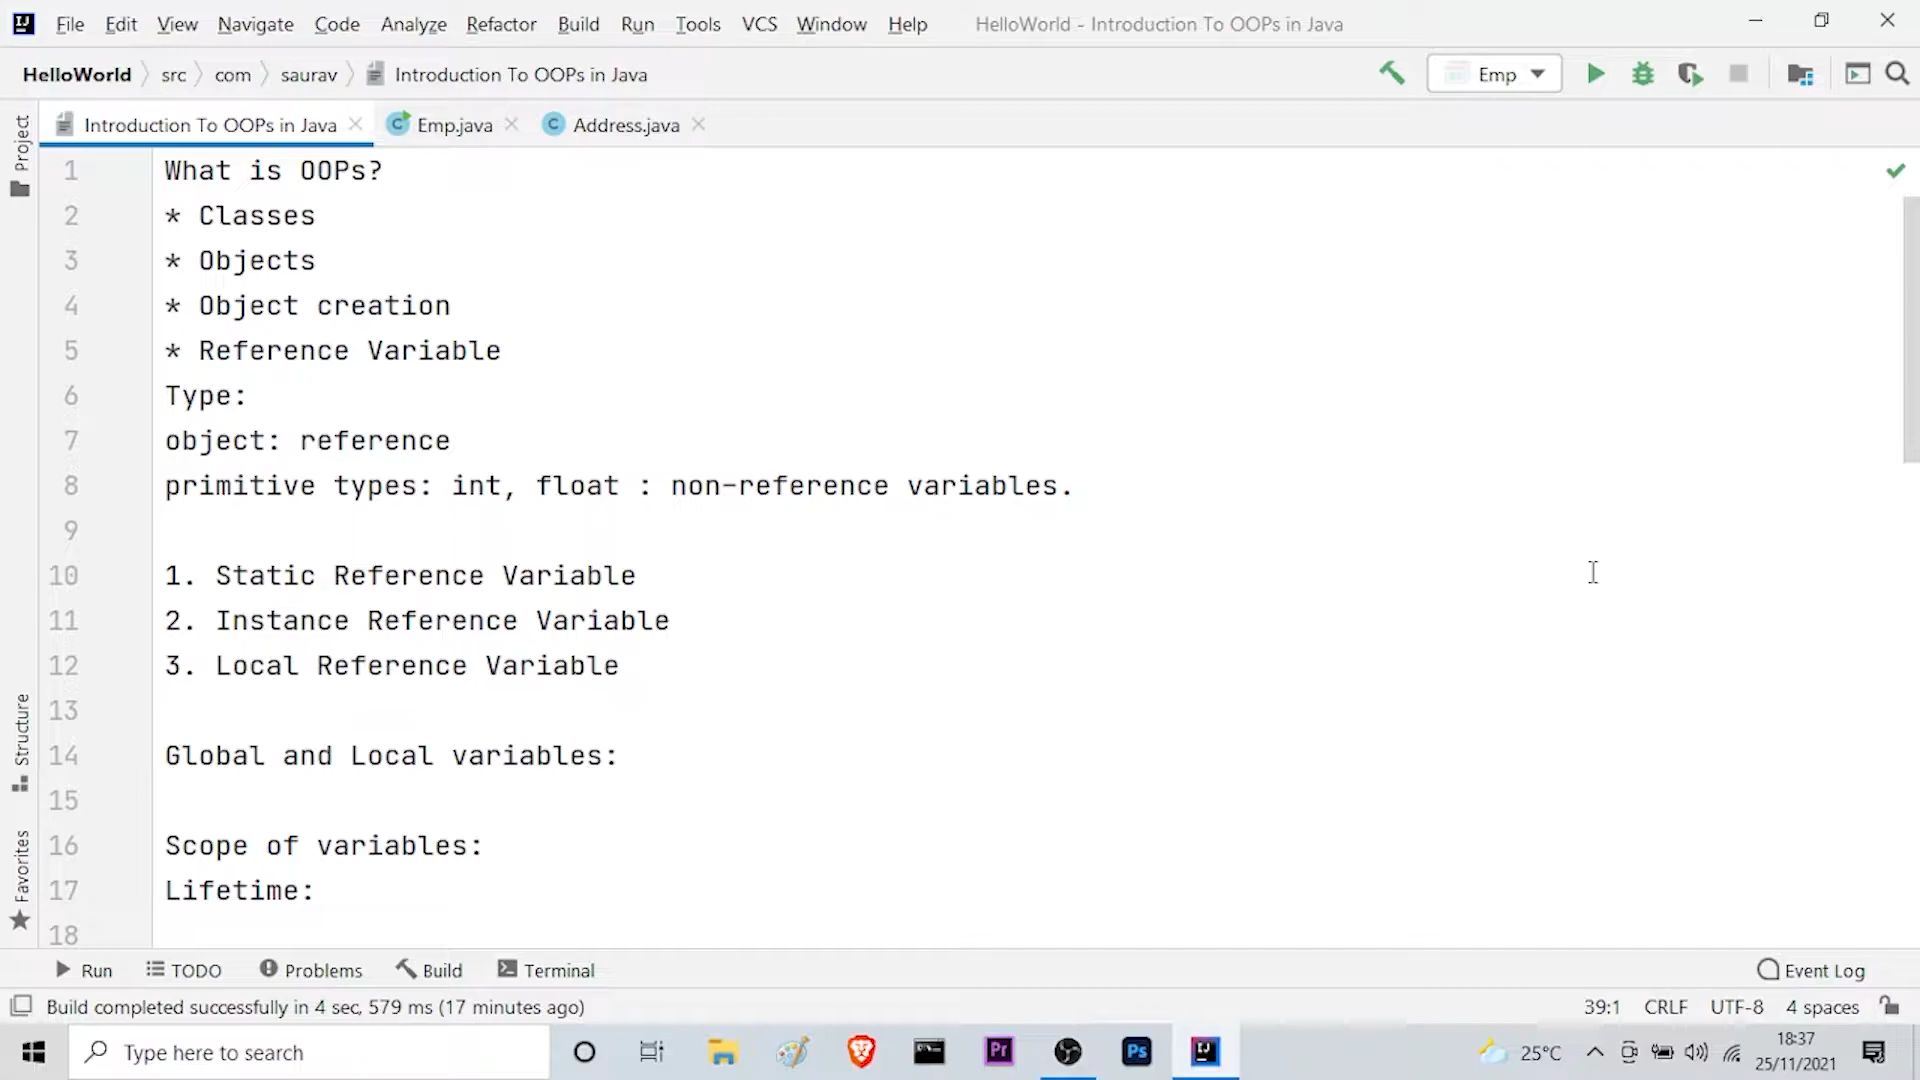 File Edit View Navigate Code Analyze Refactor Build Run Tools VCS Window Help HelloWorld - Introduction To OOPs in Java
HelloWorld src com saurav Introduction To OOPs in Java Emp
Introduction To OOPs in Java Emp.java Address.java
Project
Structure
Favorites
1 What is OOPs?
2 * Classes
3 * Objects
4 * Object creation
5 * Reference Variable
6 Type:
7 object: reference
8 primitive types: int, float : non-reference variables.
9
10 1. Static Reference Variable
11 2. Instance Reference Variable
12 3. Local Reference Variable
13
14 Global and Local variables:
15
16 Scope of variables:
17 Lifetime:
18
Run TODO Problems Build Terminal Event Log
Build completed successfully in 4 sec, 579 ms (17 minutes ago) 39:1 CRLF UTF-8 4 spaces
Type here to search Pr Ps IJ 25°C 18:37
25/11/2021